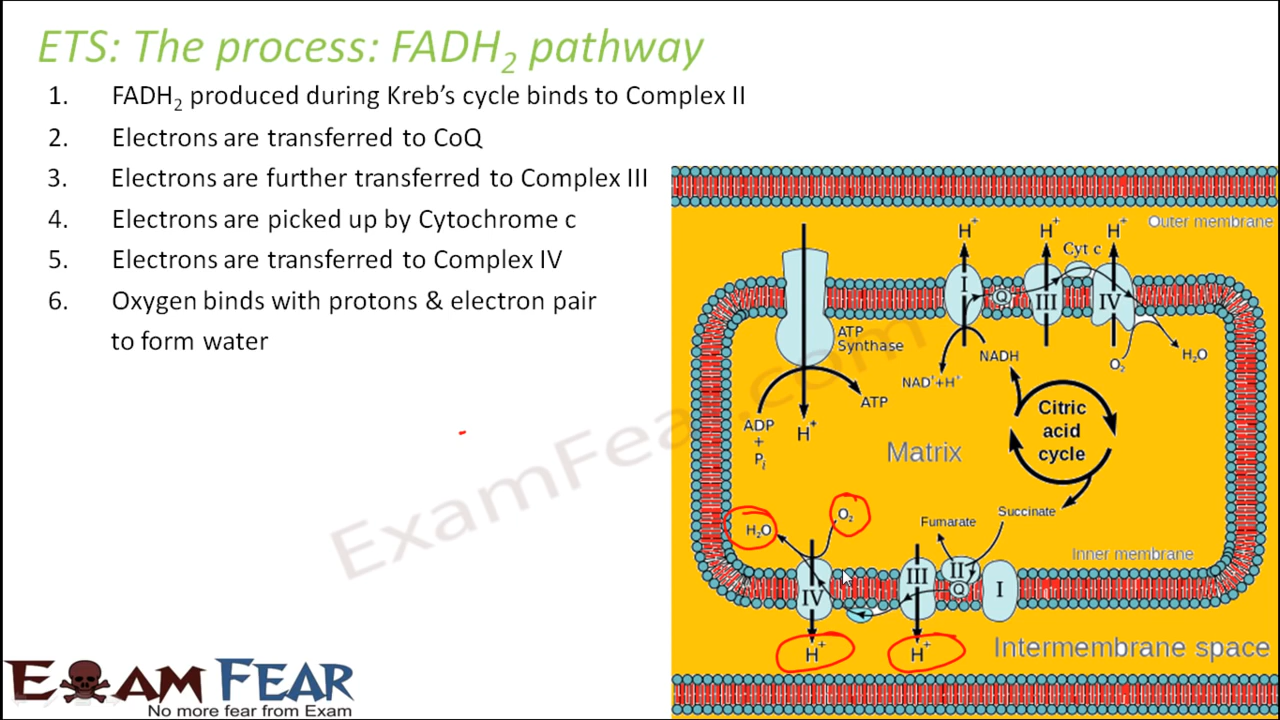 ETS: The process: FADH₂ pathway
1. FADH₂ produced during Kreb's cycle binds to Complex II
2. Electrons are transferred to CoQ
3. Electrons are further transferred to Complex III
4. Electrons are picked up by Cytochrome c
5. Electrons are transferred to Complex IV
6. Oxygen binds with protons & electron pair
to form water
Outer membrane
H⁺ H⁺ H⁺
Cyt c
I Q III IV
ATP
Synthase
NADH
O₂
H₂O
NAD⁺+H⁺
ATP
ADP
+
Pi
H⁺
Citric
acid
cycle
Matrix
ExamFear.com
H₂O
O₂
Fumarate
Succinate
Inner membrane
IV III II Q I
H⁺ H⁺
Intermembrane space
EXAM FEAR
No more fear from Exam